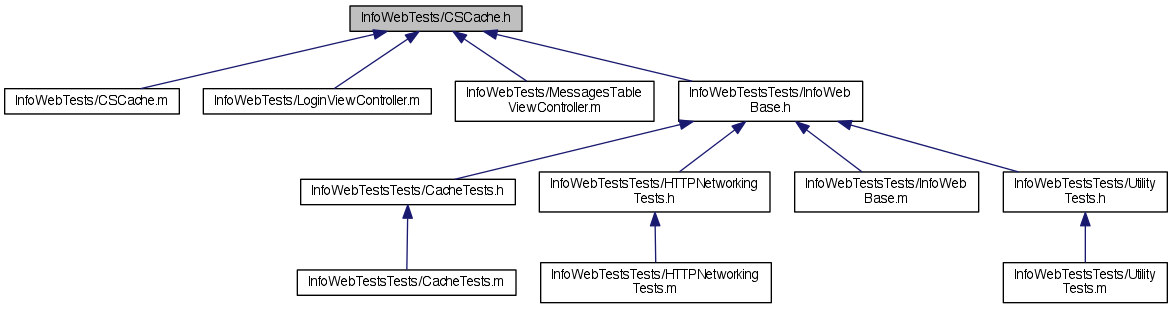 InfoWebTests/CSCache.h
InfoWebTests/CSCache.m
InfoWebTests/LoginViewController.m
InfoWebTests/MessagesTable
ViewController.m
InfoWebTestsTests/InfoWeb
Base.h
InfoWebTestsTests/CacheTests.h
InfoWebTestsTests/HTTPNetworking
Tests.h
InfoWebTestsTests/InfoWeb
Base.m
InfoWebTestsTests/Utility
Tests.h
InfoWebTestsTests/CacheTests.m
InfoWebTestsTests/HTTPNetworking
Tests.m
InfoWebTestsTests/Utility
Tests.m